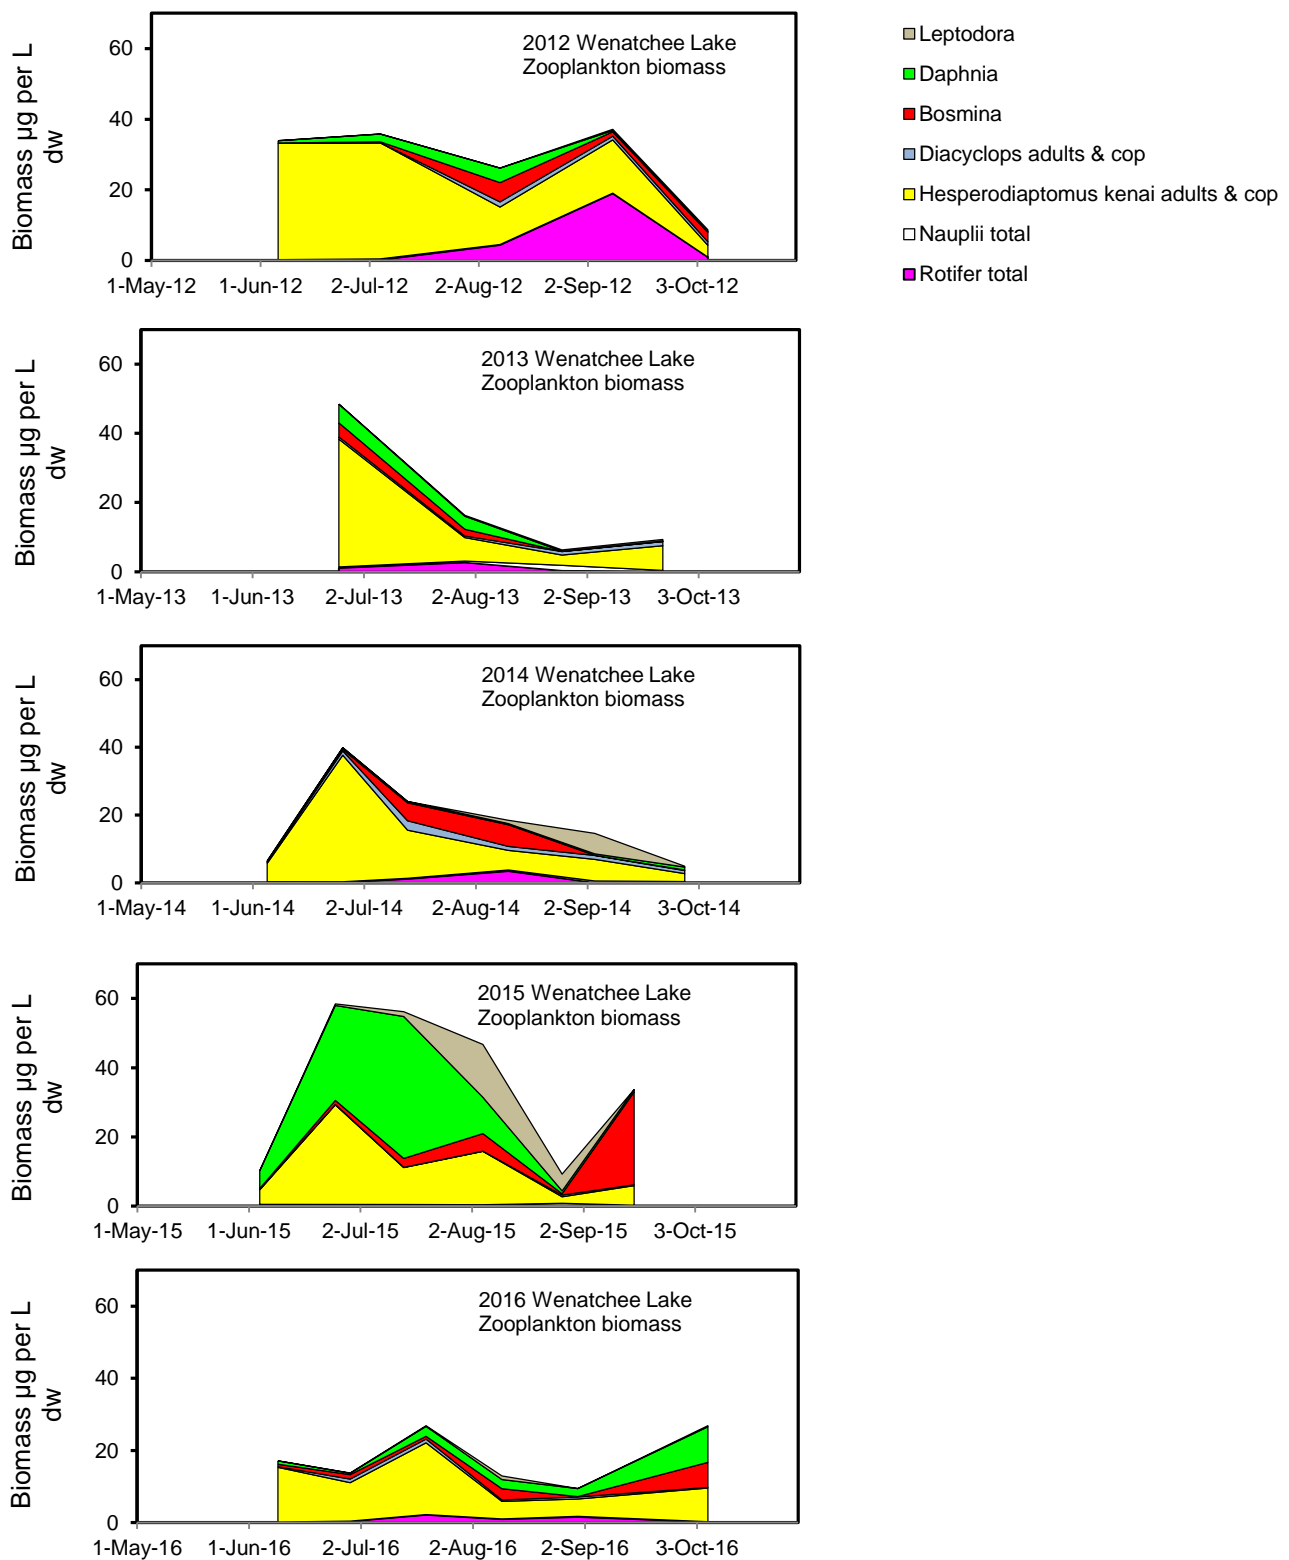 2012 Wenatchee Lake
Zooplankton biomass
Biomass µg per L
dw
60
40
20
0
1-May-12 1-Jun-12 2-Jul-12 2-Aug-12 2-Sep-12 3-Oct-12
Leptodora
Daphnia
Bosmina
Diacyclops adults & cop
Hesperodiaptomus kenai adults & cop
Nauplii total
Rotifer total
2013 Wenatchee Lake
Zooplankton biomass
Biomass µg per L
dw
60
40
20
0
1-May-13 1-Jun-13 2-Jul-13 2-Aug-13 2-Sep-13 3-Oct-13
2014 Wenatchee Lake
Zooplankton biomass
Biomass µg per L
dw
60
40
20
0
1-May-14 1-Jun-14 2-Jul-14 2-Aug-14 2-Sep-14 3-Oct-14
2015 Wenatchee Lake
Zooplankton biomass
Biomass µg per L
dw
60
40
20
0
1-May-15 1-Jun-15 2-Jul-15 2-Aug-15 2-Sep-15 3-Oct-15
2016 Wenatchee Lake
Zooplankton biomass
Biomass µg per L
dw
60
40
20
0
1-May-16 1-Jun-16 2-Jul-16 2-Aug-16 2-Sep-16 3-Oct-16